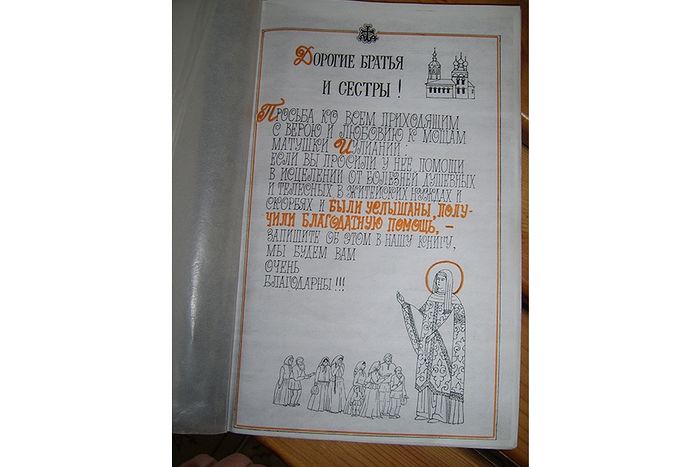 Дорогие братья
и сестры!
Просьба ко всем приходящим
с верою и любовию к мощам
матушки Иулиании:
если вы просили у нее помощи
в исцелении от болезней душевных
и телесных в житейских нуждах и
скорбях и были услышаны, полу-
чили благодатную помощь, –
запишите об этом в нашу книгу,
мы будем вам
очень
благодарны!!!